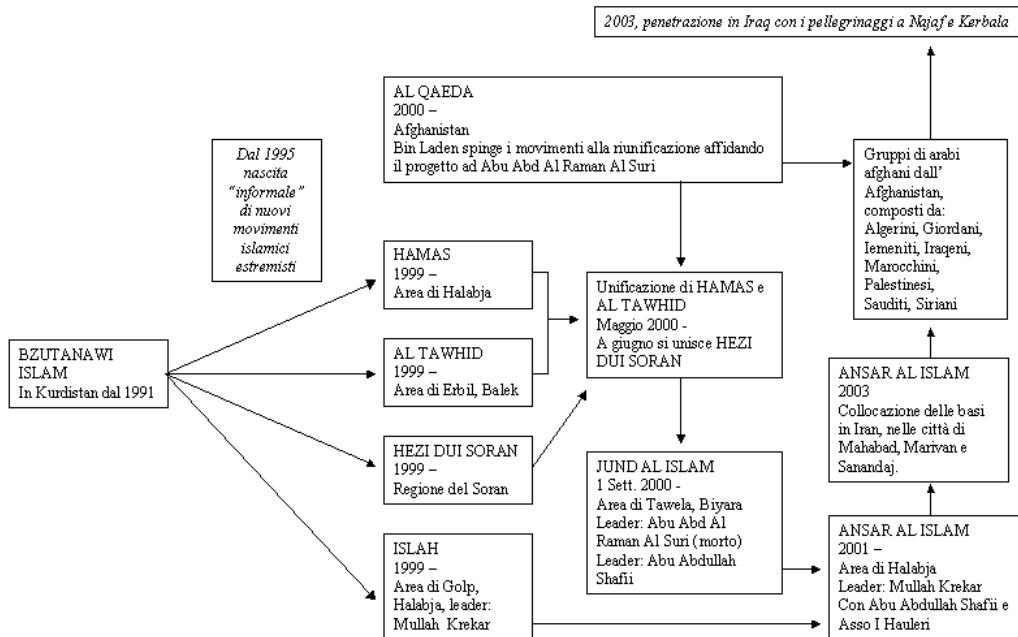 2003, penetrazione in Iraq con i pellegrinaggi a Najaf e Kerbala
AL QAEDA
2000 –
Afghanistan
Bin Laden spinge i movimenti alla riunificazione affidando
il progetto ad Abu Abd Al Raman Al Suri
Dal 1995
nascita
“informale”
di nuovi
movimenti
islamici
estremisti
Gruppi di arabi
afghani dall’
Afghanistan,
composti da:
Algerini, Giordani,
Iemeniti, Iraqeni,
Marocchini,
Palestinesi,
Sauditi, Siriani
HAMAS
1999 –
Area di Halabja
Unificazione di HAMAS e
AL TAWHID
Maggio 2000 -
A giugno si unisce HEZI
DUI SORAN
BZUTANAWI
ISLAM
In Kurdistan dal 1991
AL TAWHID
1999 –
Area di Erbil, Balek
ANSAR AL ISLAM
2003
Collocazione delle basi
in Iran, nelle città di
Mahabad, Marivan e
Sanandaj.
HEZI DUI SORAN
1999 –
Regione del Soran
JUND AL ISLAM
1 Sett. 2000 -
Area di Tawela, Biyara
Leader: Abu Abd Al
Raman Al Suri (morto)
Leader: Abu Abdullah
Shafii
ISLAH
1999 –
Area di Golp,
Halabja, leader:
Mullah Krekar
ANSAR AL ISLAM
2001 –
Area di Halabja
Leader: Mullah Krekar
Con Abu Abdullah Shafii e
Asso I Hauleri